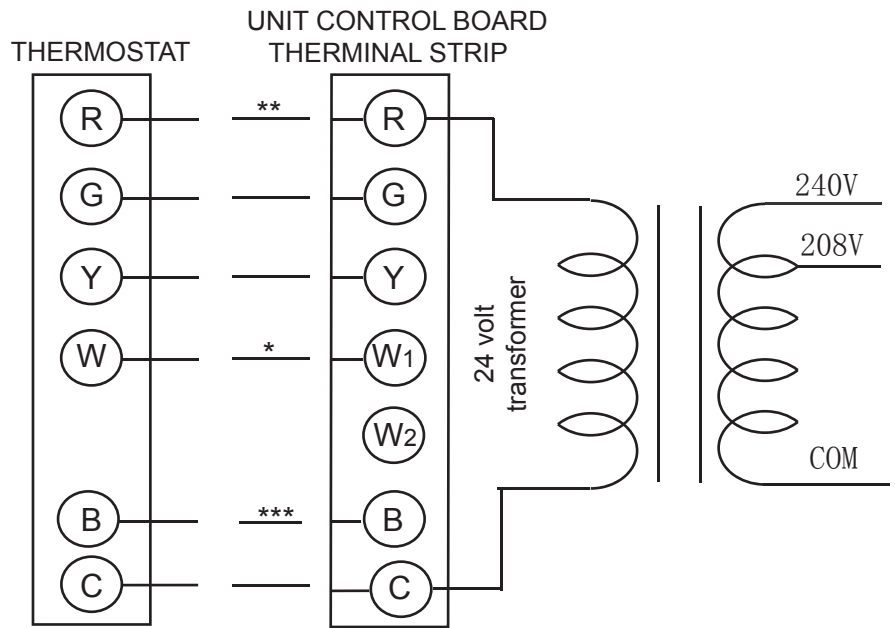 UNIT CONTROL BOARD
THERMOSTAT THERMINAL STRIP
R ** R
G G
240V
208V
Y Y
W * W1
24 volt
transformer
W2
COM
B *** B
C C